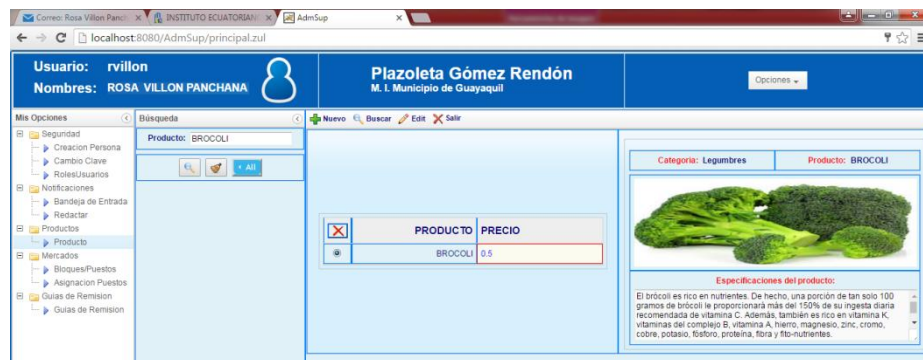 Correo: Rosa Villon Panch
INSTITUTO ECUATORIAN
AdmSup
localhost:8080/AdmSup/principal.zul
Usuario: rvillon
Nombres: ROSA VILLON PANCHANA
Plazoleta Gómez Rendón
M. I. Municipio de Guayaquil
Opciones
Mis Opciones
Seguridad
Creacion Persona
Cambio Clave
RolesUsuarios
Notificaciones
Bandeja de Entrada
Redactar
Productos
Producto
Mercados
Bloques/Puestos
Asignacion Puestos
Guias de Remision
Guias de Remision
Búsqueda
Producto: BROCOLI
All
Nuevo Buscar Edit Salir
PRODUCTO PRECIO
BROCOLI 0.5
Categoria: Legumbres Producto: BROCOLI
Especificaciones del producto:
El brócoli es rico en nutrientes. De hecho, una porción de tan solo 100
gramos de brócoli le proporcionará más del 150% de su ingesta diaria
recomendada de vitamina C. Además, también es rico en vitamina K,
vitaminas del complejo B, vitamina A, hierro, magnesio, zinc, cromo,
cobre, potasio, fósforo, proteína, fibra y fito-nutrientes.